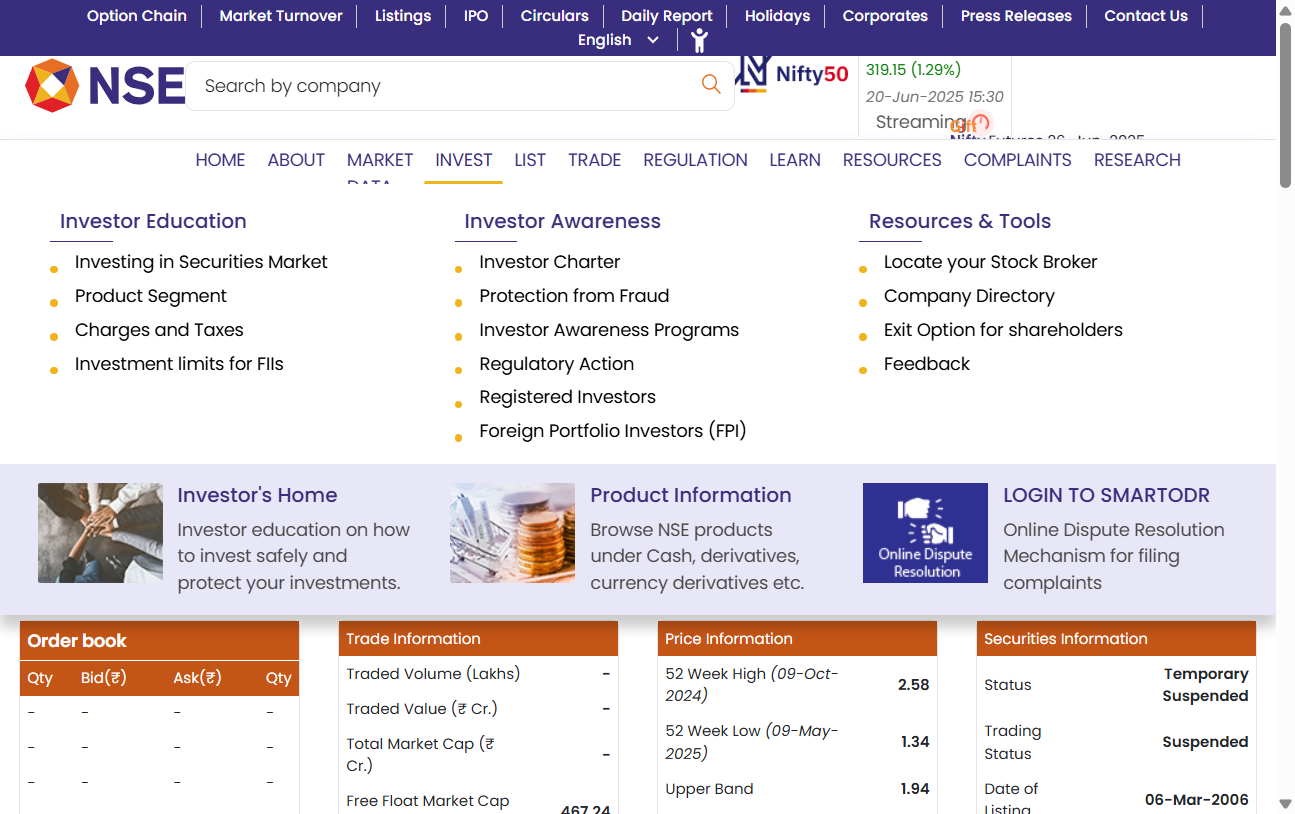 Option Chain
Market Turnover
Listings
IPO
Circulars
Daily Report
Holidays
Corporates
Press Releases
Contact Us
English
NSE
Search by company
Nifty50
319.15 (1.29%)
20-Jun-2025 15:30
Streaming
Gift
Nifty Futures 26-Jun-2025
HOME
ABOUT
MARKET
DATA
INVEST
LIST
TRADE
REGULATION
LEARN
RESOURCES
COMPLAINTS
RESEARCH
Investor Education
Investing in Securities Market
Product Segment
Charges and Taxes
Investment limits for FIIs
Investor Awareness
Investor Charter
Protection from Fraud
Investor Awareness Programs
Regulatory Action
Registered Investors
Foreign Portfolio Investors (FPI)
Resources & Tools
Locate your Stock Broker
Company Directory
Exit Option for shareholders
Feedback
Investor's Home
Investor education on how
to invest safely and
protect your investments.
Product Information
Browse NSE products
under Cash, derivatives,
currency derivatives etc.
Online Dispute
Resolution
LOGIN TO SMARTODR
Online Dispute Resolution
Mechanism for filing
complaints
Order book
Qty Bid(₹) Ask(₹) Qty
- - - -
- - - -
- - - -
Trade Information
Traded Volume (Lakhs) -
Traded Value (₹ Cr.) -
Total Market Cap (₹
Cr.) -
Free Float Market Cap
467.24
Price Information
52 Week High (09-Oct-
2024) 2.58
52 Week Low (09-May-
2025) 1.34
Upper Band 1.94
Securities Information
Status Temporary
Suspended
Trading
Status Suspended
Date of
Listing 06-Mar-2006